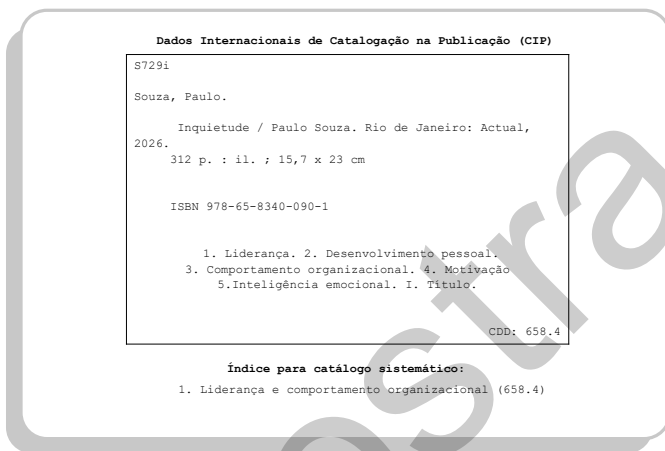 Dados Internacionais de Catalogação na Publicação (CIP)
S729i
Souza, Paulo.
Inquietude / Paulo Souza. Rio de Janeiro: Actual,
2026.
312 p. : il. ; 15,7 x 23 cm
ISBN 978-65-8340-090-1
1. Liderança. 2. Desenvolvimento pessoal.
3. Comportamento organizacional. 4. Motivação
5.Inteligência emocional. I. Título.
CDD: 658.4
Índice para catálogo sistemático:
1. Liderança e comportamento organizacional (658.4)